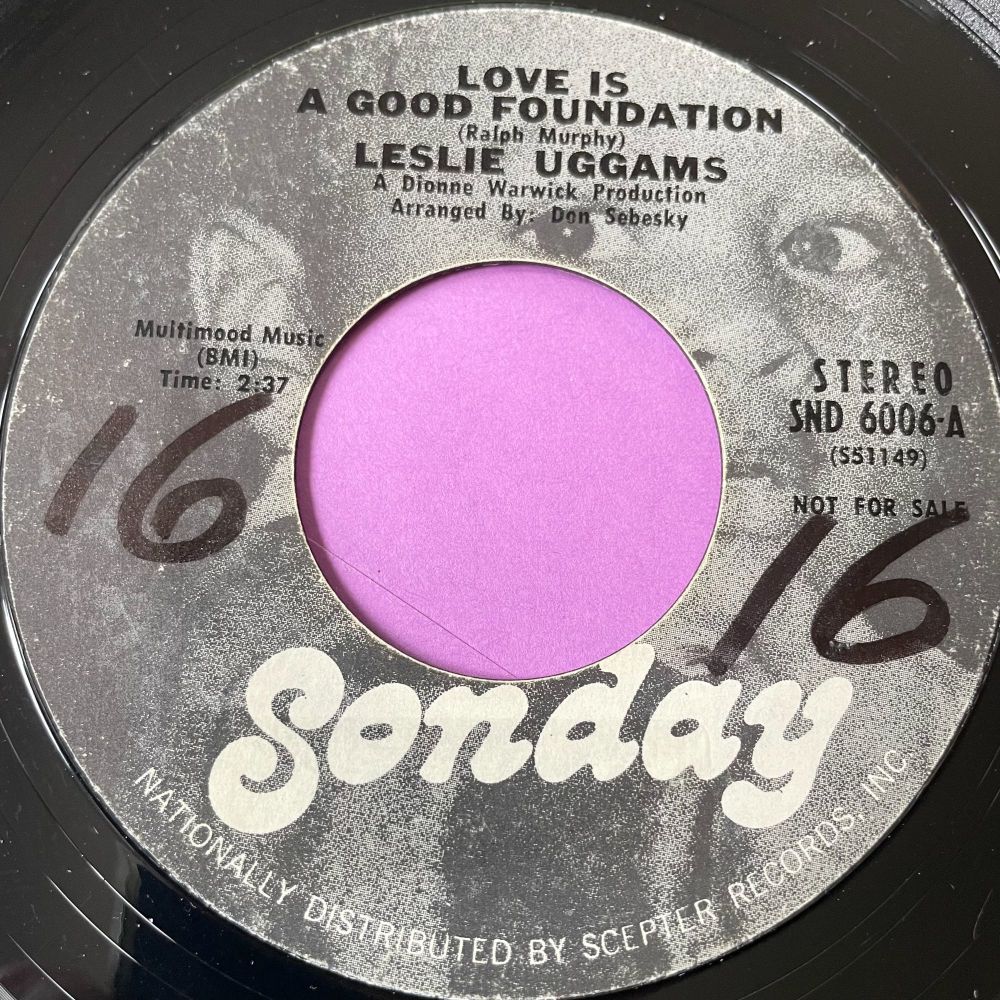 LOVE IS
A GOOD FOUNDATION
(Ralph Murphy)
LESLIE UGGAMS
A Dionne Warwick Production
Arranged By: Don Sebesky
Multimood Music
(BMI)
Time: 2:37
STEREO
SND 6006-A
(S51149)
NOT FOR SALE
16
16
Sonday
NATIONALLY DISTRIBUTED BY SCEPTER RECORDS, INC.